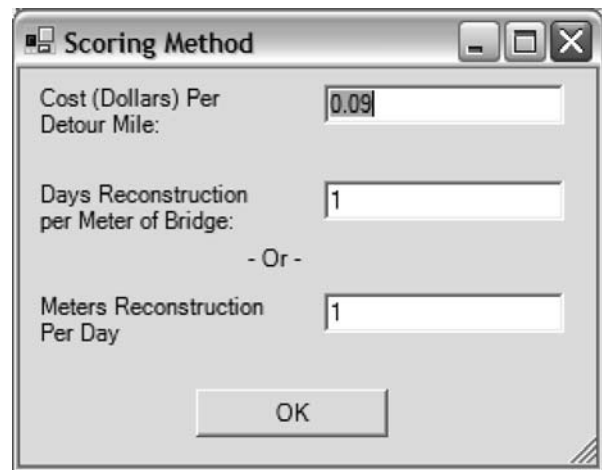 Scoring Method
Cost (Dollars) Per
Detour Mile:
0.09
Days Reconstruction
per Meter of Bridge:
1
- Or -
Meters Reconstruction
Per Day
1
OK